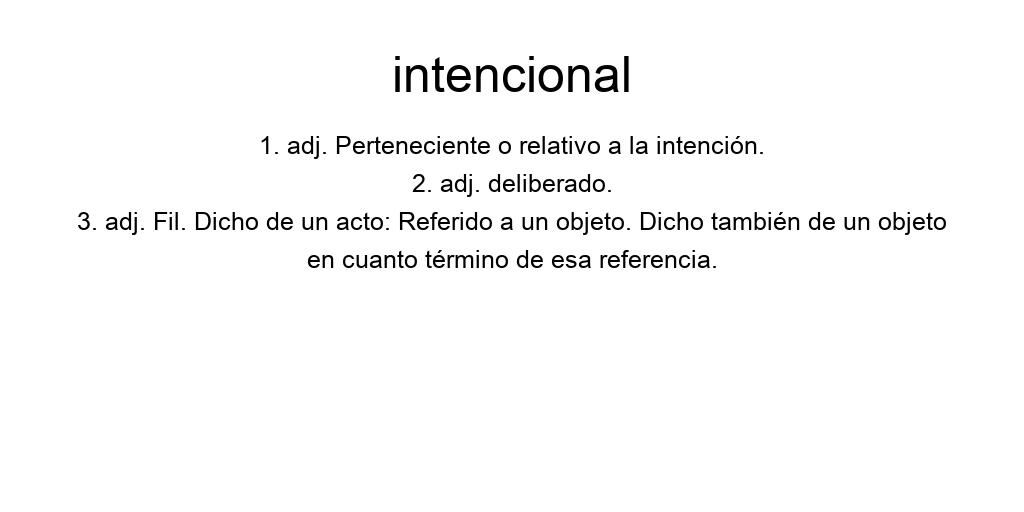 intencional
1. adj. Perteneciente o relativo a la intención.
2. adj. deliberado.
3. adj. Fil. Dicho de un acto: Referido a un objeto. Dicho también de un objeto
en cuanto término de esa referencia.